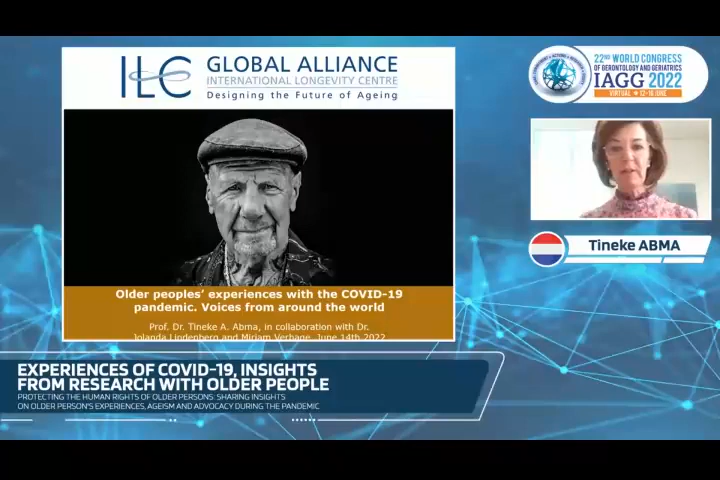 ILC
GLOBAL ALLIANCE
INTERNATIONAL LONGEVITY CENTRE
Designing the Future of Ageing
22ND WORLD CONGRESS
OF GERONTOLOGY AND GERIATRICS
IAGG 2022
VIRTUAL 12-16 JUNE
Tineke ABMA
Older peoples' experiences with the COVID-19
pandemic. Voices from around the world
Prof. Dr. Tineke A. Abma, in collaboration with Dr.
Jolanda Lindenberg and Miriam Verhage, June 14th 2022
EXPERIENCES OF COVID-19, INSIGHTS
FROM RESEARCH WITH OLDER PEOPLE
PROTECTING THE HUMAN RIGHTS OF OLDER PERSONS: SHARING INSIGHTS
ON OLDER PERSON'S EXPERIENCES, AGEISM AND ADVOCACY DURING THE PANDEMIC